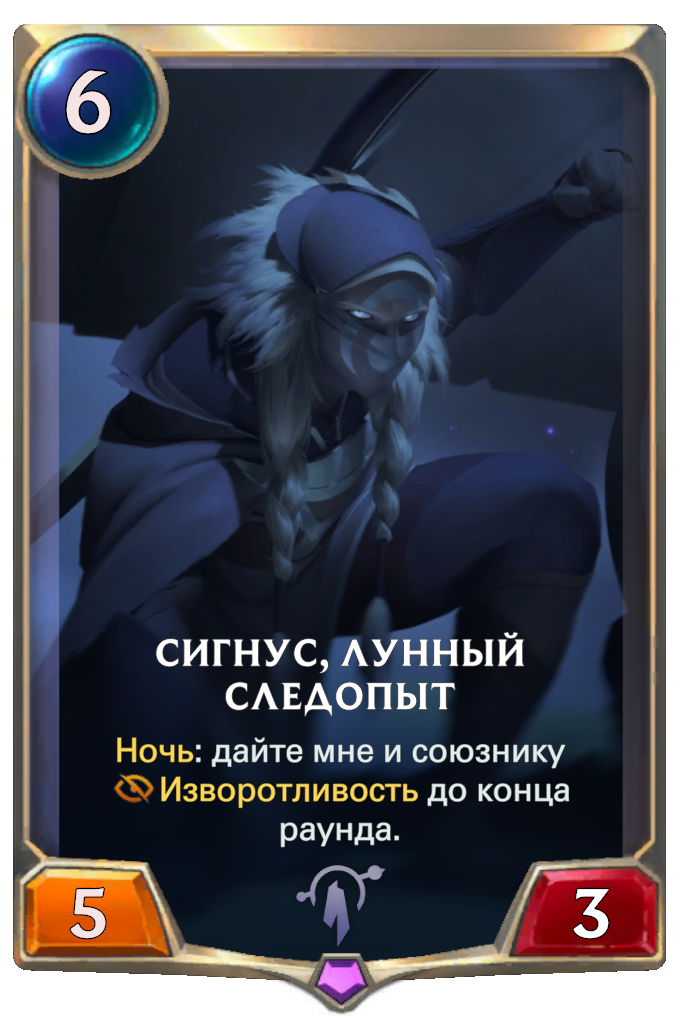 6
СИГНУС, ЛУННЫЙ
СЛЕДОПЫТ
Ночь: дайте мне и союзнику
Изворотливость до конца
раунда.
5
3